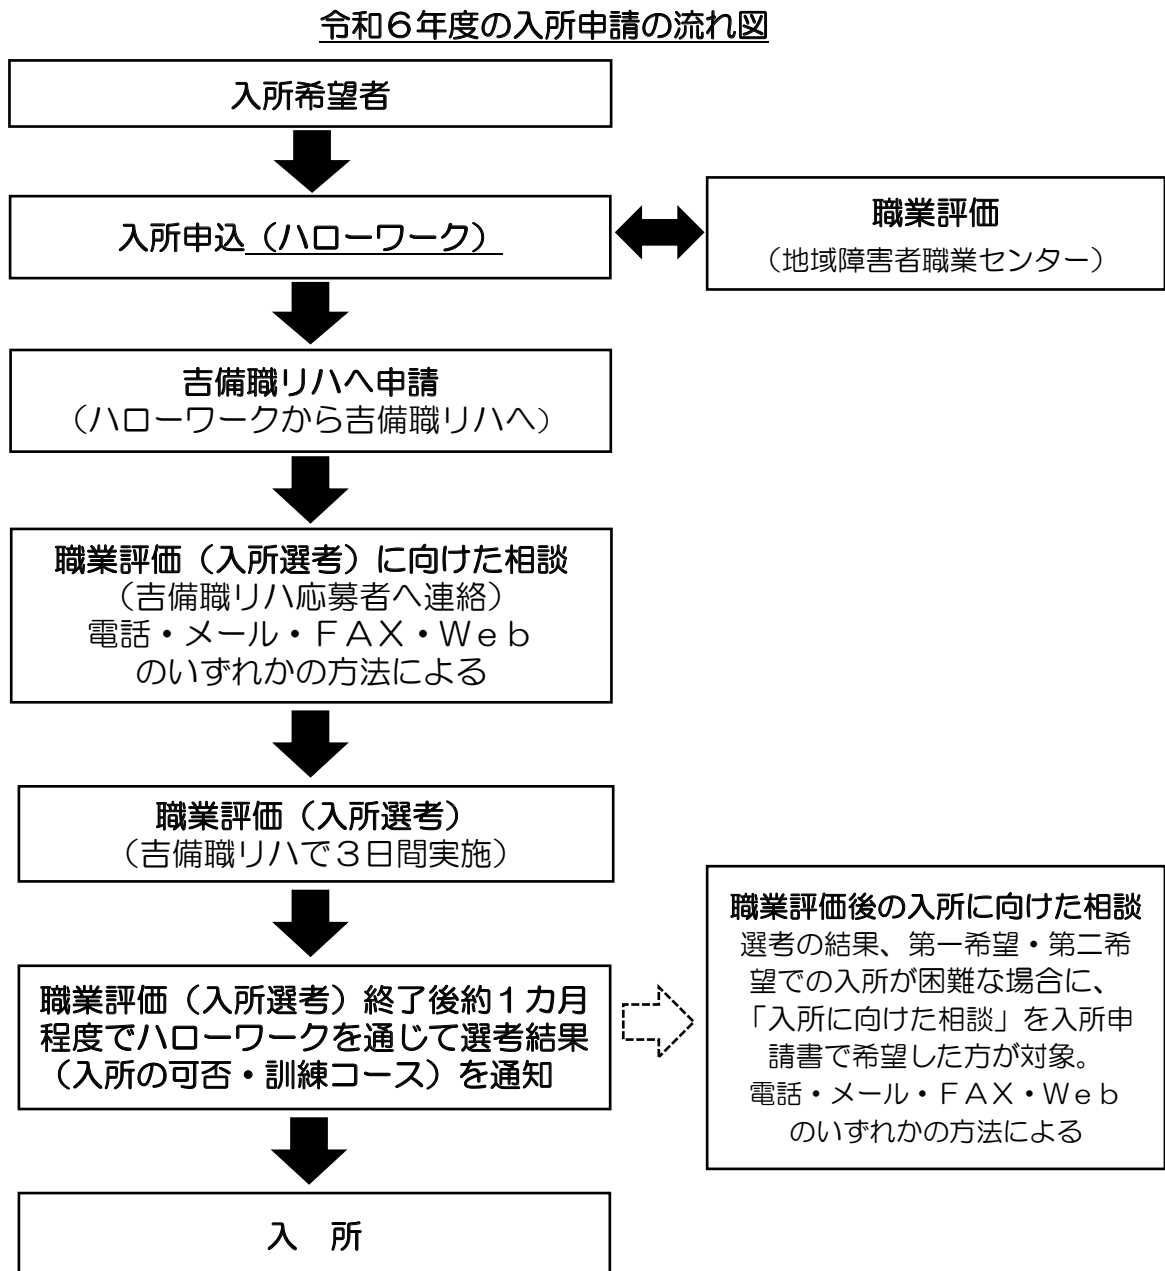 令和６年度の入所申請の流れ図
入所希望者
入所申込（ハローワーク）
職業評価
（地域障害者職業センター）
吉備職リハへ申請
（ハローワークから吉備職リハへ）
職業評価（入所選考）に向けた相談
（吉備職リハ応募者へ連絡）
電話・メール・ＦＡＸ・Ｗｅｂ
のいずれかの方法による
職業評価（入所選考）
（吉備職リハで３日間実施）
職業評価（入所選考）終了後約１カ月
程度でハローワークを通じて選考結果
（入所の可否・訓練コース）を通知
職業評価後の入所に向けた相談
選考の結果、第一希望・第二希
望での入所が困難な場合に、
「入所に向けた相談」を入所申
請書で希望した方が対象。
電話・メール・ＦＡＸ・Ｗｅｂ
のいずれかの方法による
入　所